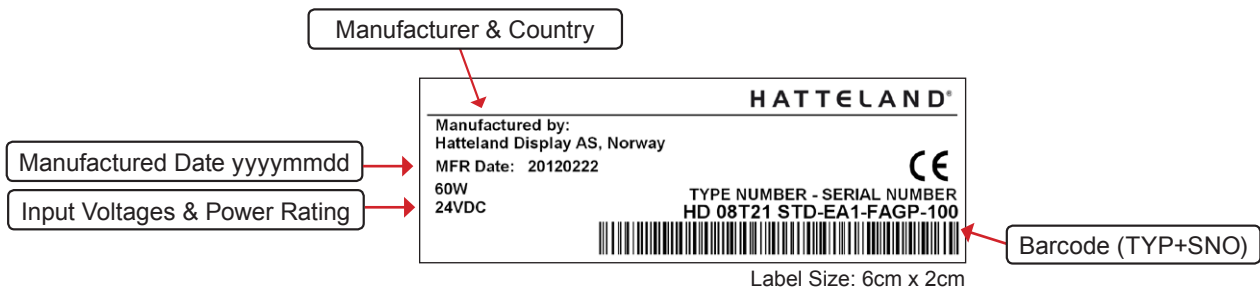 Manufacturer & Country
HATTELAND®
Manufactured by:
Hatteland Display AS, Norway
Manufactured Date yyyymmdd
MFR Date: 20120222
CE
60W
TYPE NUMBER - SERIAL NUMBER
Input Voltages & Power Rating
24VDC
HD 08T21 STD-EA1-FAGP-100
Barcode (TYP+SNO)
Label Size: 6cm x 2cm